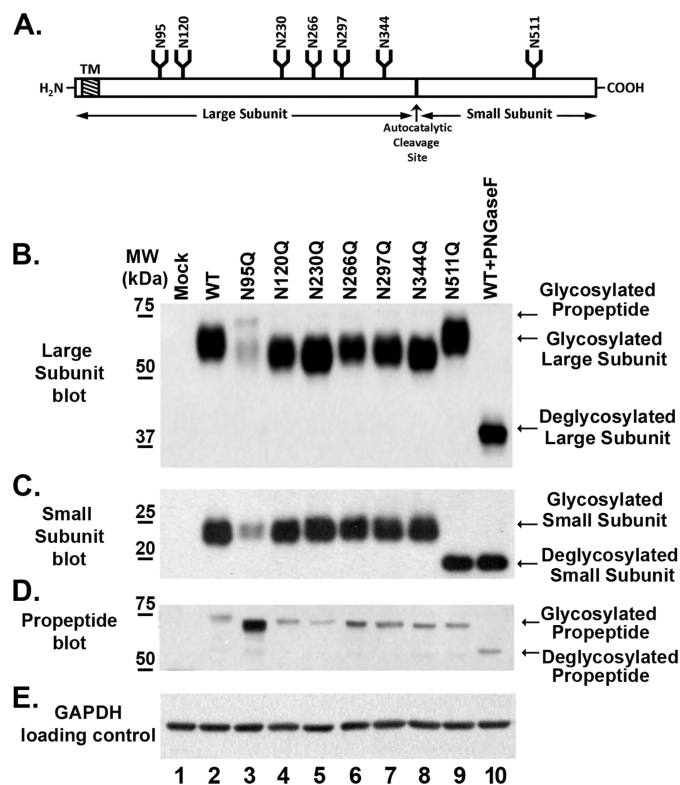 A.
N95
N120
N230
N266
N297
N344
N511
TM
H2N
COOH
Large Subunit
Small Subunit
Autocatalytic
Cleavage
Site
B.
MW
(kDa)
Mock
WT
N95Q
N120Q
N230Q
N266Q
N297Q
N344Q
N511Q
WT+PNGaseF
75
50
37
Large
Subunit
blot
Glycosylated
Propeptide
Glycosylated
Large Subunit
Deglycosylated
Large Subunit
C.
Small
Subunit
blot
25
20
Glycosylated
Small Subunit
Deglycosylated
Small Subunit
D.
Propeptide
blot
75
50
Glycosylated
Propeptide
Deglycosylated
Propeptide
E.
GAPDH
loading control
1 2 3 4 5 6 7 8 9 10